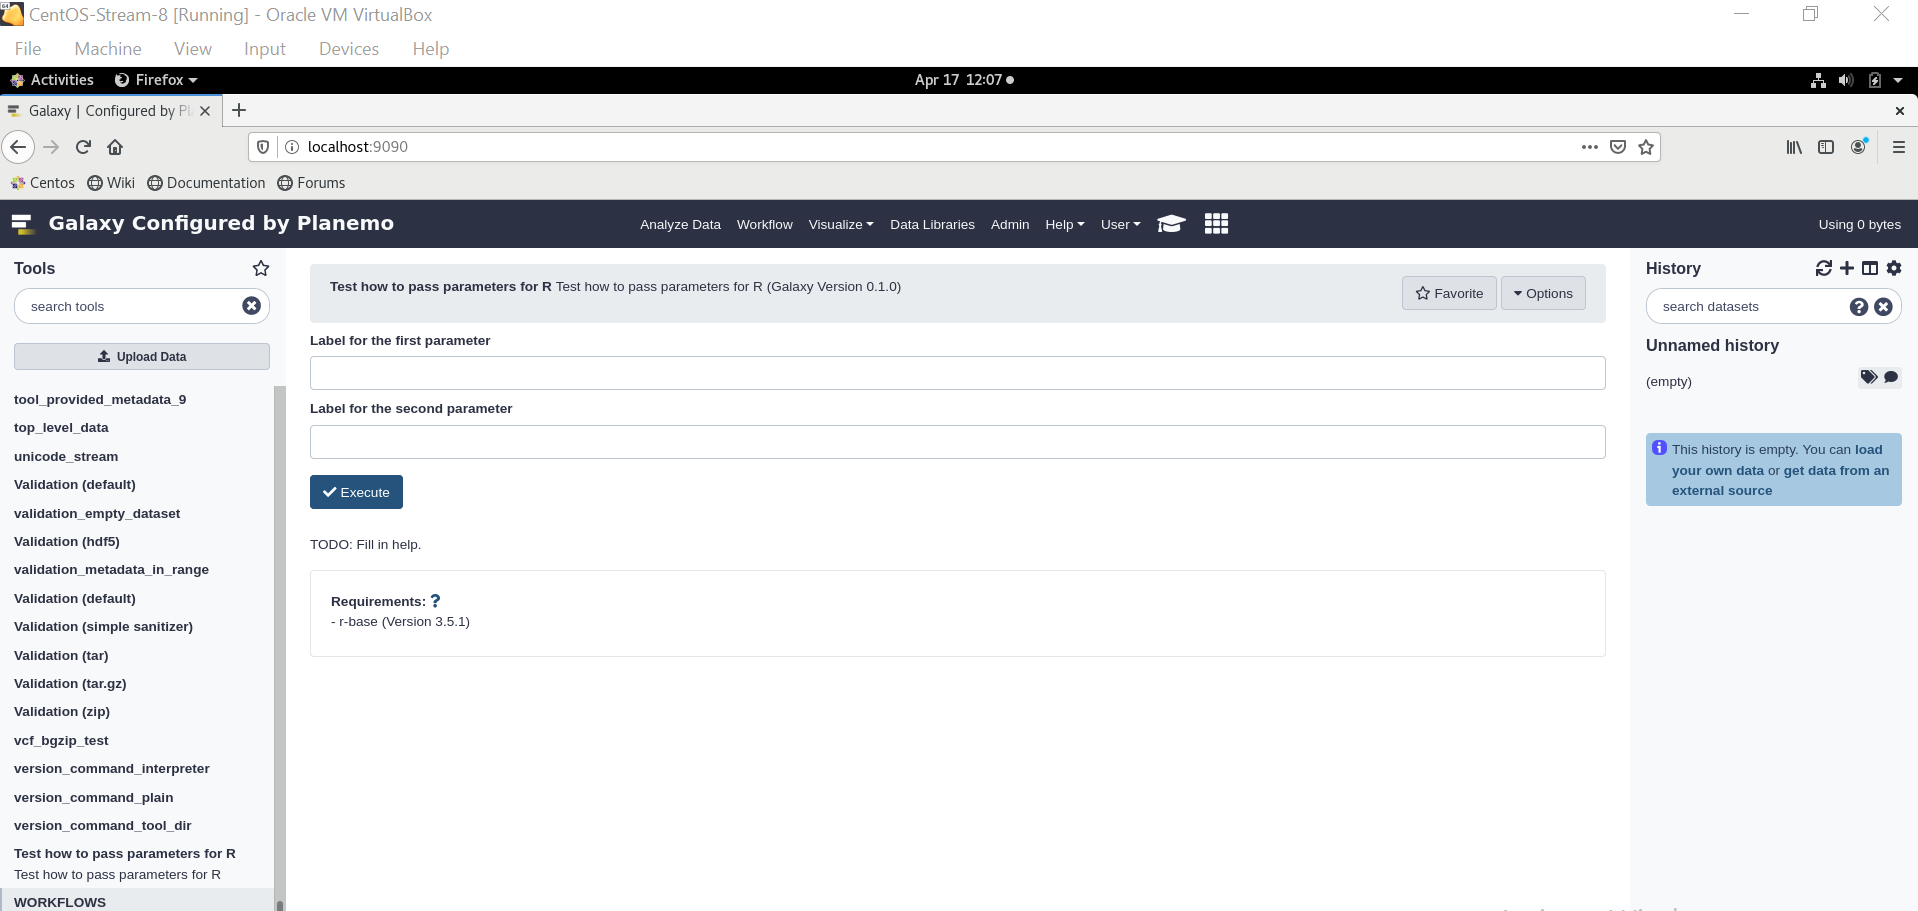 CentOS-Stream-8 [Running] - Oracle VM VirtualBox
File Machine View Input Devices Help
Activities Firefox Apr 17 12:07
Galaxy | Configured by Pl
localhost:9090
Centos Wiki Documentation Forums
Galaxy Configured by Planemo Analyze Data Workflow Visualize Data Libraries Admin Help User Using 0 bytes
Tools
search tools
Upload Data
tool_provided_metadata_9
top_level_data
unicode_stream
Validation (default)
validation_empty_dataset
Validation (hdf5)
validation_metadata_in_range
Validation (default)
Validation (simple sanitizer)
Validation (tar)
Validation (tar.gz)
Validation (zip)
vcf_bgzip_test
version_command_interpreter
version_command_plain
version_command_tool_dir
Test how to pass parameters for R
Test how to pass parameters for R
WORKFLOWS
Test how to pass parameters for R Test how to pass parameters for R (Galaxy Version 0.1.0)
Favorite Options
Label for the first parameter
Label for the second parameter
Execute
TODO: Fill in help.
Requirements: ?
- r-base (Version 3.5.1)
History
search datasets
Unnamed history
(empty)
This history is empty. You can load
your own data or get data from an
external source